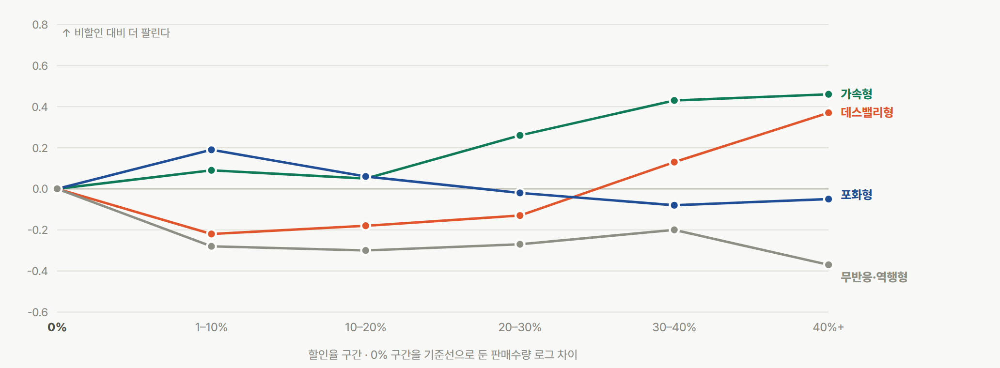 0.8
↑ 비할인 대비 더 팔린다
0.6
0.4
0.2
0.0
-0.2
-0.4
-0.6
가속형
데스밸리형
포화형
무반응·역행형
0% 1–10% 10–20% 20–30% 30–40% 40%+
할인율 구간 · 0% 구간을 기준선으로 둔 판매수량 로그 차이